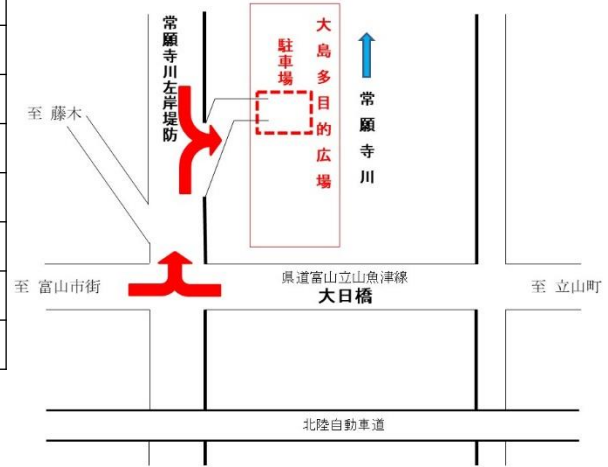 常願寺川左岸堤防
大島多目的広場
駐車場
常願寺川
至 藤木
県道富山立山魚津線
至 富山市街
大日橋
至 立山町
北陸自動車道